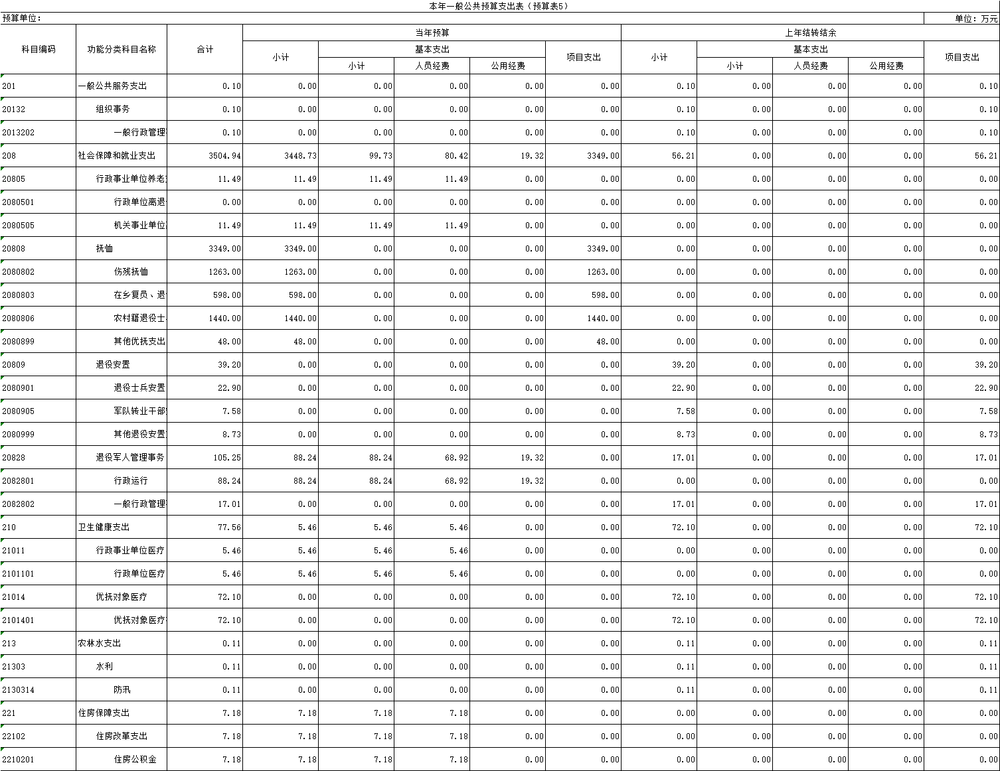 本年一般公共预算支出表（预算表5）
预算单位： 单位：万元
科目编码 功能分类科目名称 合计 当年预算 上年结转结余
小计 基本支出 项目支出 小计 基本支出 项目支出
小计 人员经费 公用经费 小计 人员经费 公用经费
201 一般公共服务支出 0.10 0.00 0.00 0.00 0.00 0.00 0.10 0.00 0.00 0.00 0.10
20132 组织事务 0.10 0.00 0.00 0.00 0.00 0.00 0.10 0.00 0.00 0.00 0.10
2013202 一般行政管理 0.10 0.00 0.00 0.00 0.00 0.00 0.10 0.00 0.00 0.00 0.10
208 社会保障和就业支出 3504.94 3448.73 99.73 80.42 19.32 3349.00 56.21 0.00 0.00 0.00 56.21
20805 行政事业单位养老 11.49 11.49 11.49 11.49 0.00 0.00 0.00 0.00 0.00 0.00 0.00
2080501 行政单位离退 0.00 0.00 0.00 0.00 0.00 0.00 0.00 0.00 0.00 0.00 0.00
2080505 机关事业单位 11.49 11.49 11.49 11.49 0.00 0.00 0.00 0.00 0.00 0.00 0.00
20808 抚恤 3349.00 3349.00 0.00 0.00 0.00 3349.00 0.00 0.00 0.00 0.00 0.00
2080802 伤残抚恤 1263.00 1263.00 0.00 0.00 0.00 1263.00 0.00 0.00 0.00 0.00 0.00
2080803 在乡复员、退 598.00 598.00 0.00 0.00 0.00 598.00 0.00 0.00 0.00 0.00 0.00
2080806 农村籍退役士 1440.00 1440.00 0.00 0.00 0.00 1440.00 0.00 0.00 0.00 0.00 0.00
2080899 其他优抚支出 48.00 48.00 0.00 0.00 0.00 48.00 0.00 0.00 0.00 0.00 0.00
20809 退役安置 39.20 0.00 0.00 0.00 0.00 0.00 39.20 0.00 0.00 0.00 39.20
2080901 退役士兵安置 22.90 0.00 0.00 0.00 0.00 0.00 22.90 0.00 0.00 0.00 22.90
2080905 军队转业干部 7.58 0.00 0.00 0.00 0.00 0.00 7.58 0.00 0.00 0.00 7.58
2080999 其他退役安置 8.73 0.00 0.00 0.00 0.00 0.00 8.73 0.00 0.00 0.00 8.73
20828 退役军人管理事务 105.25 88.24 88.24 68.92 19.32 0.00 17.01 0.00 0.00 0.00 17.01
2082801 行政运行 88.24 88.24 88.24 68.92 19.32 0.00 0.00 0.00 0.00 0.00 0.00
2082802 一般行政管理 17.01 0.00 0.00 0.00 0.00 0.00 17.01 0.00 0.00 0.00 17.01
210 卫生健康支出 77.56 5.46 5.46 5.46 0.00 0.00 72.10 0.00 0.00 0.00 72.10
21011 行政事业单位医疗 5.46 5.46 5.46 5.46 0.00 0.00 0.00 0.00 0.00 0.00 0.00
2101101 行政单位医疗 5.46 5.46 5.46 5.46 0.00 0.00 0.00 0.00 0.00 0.00 0.00
21014 优抚对象医疗 72.10 0.00 0.00 0.00 0.00 0.00 72.10 0.00 0.00 0.00 72.10
2101401 优抚对象医疗 72.10 0.00 0.00 0.00 0.00 0.00 72.10 0.00 0.00 0.00 72.10
213 农林水支出 0.11 0.00 0.00 0.00 0.00 0.00 0.11 0.00 0.00 0.00 0.11
21303 水利 0.11 0.00 0.00 0.00 0.00 0.00 0.11 0.00 0.00 0.00 0.11
2130314 防汛 0.11 0.00 0.00 0.00 0.00 0.00 0.11 0.00 0.00 0.00 0.11
221 住房保障支出 7.18 7.18 7.18 7.18 0.00 0.00 0.00 0.00 0.00 0.00 0.00
22102 住房改革支出 7.18 7.18 7.18 7.18 0.00 0.00 0.00 0.00 0.00 0.00 0.00
2210201 住房公积金 7.18 7.18 7.18 7.18 0.00 0.00 0.00 0.00 0.00 0.00 0.00